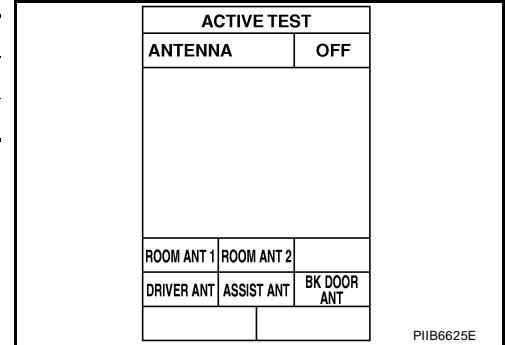 ACTIVE TEST
ANTENNA OFF
ROOM ANT 1 ROOM ANT 2
DRIVER ANT ASSIST ANT BK DOOR
ANT
PIIB6625E